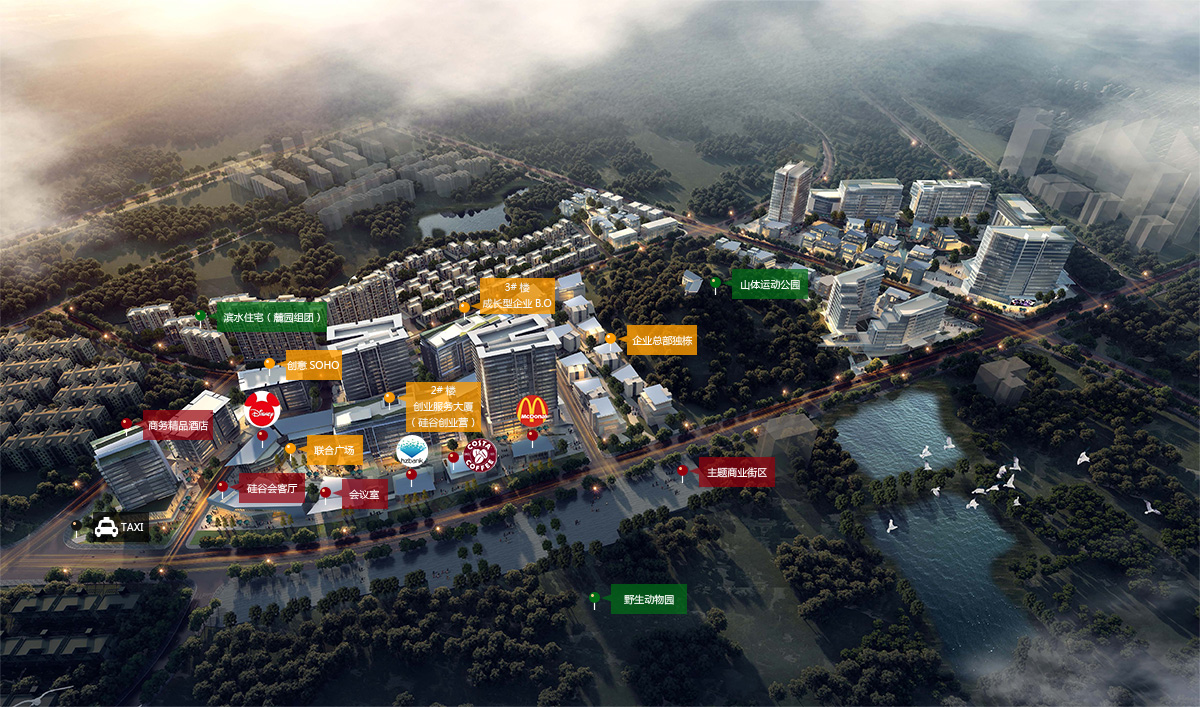 山体运动公园
3# 楼
成长型企业 B.O
滨水住宅（麓园组团）
企业总部独栋
创意 SOHO
2# 楼
创业服务大厦
（硅谷创业营）
Disney
McDonald's
商务精品酒店
联合广场
hzbank
COSTA
COFFEE
主题商业街区
硅谷会客厅
会议室
TAXI
野生动物园